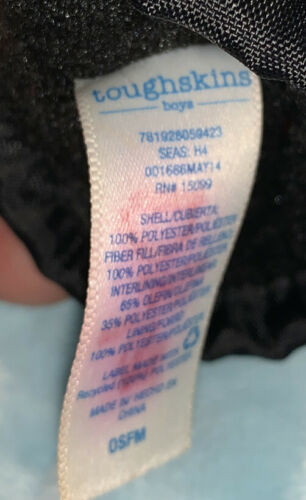 toughskins
boys
781928059423
SEAS: H4
001666MAY14
RN# 15099
SHELL/CUBIERTA:
100% POLYESTER/POLIESTER
FIBER FILL/FIBRA DE RELLENO:
100% POLYESTER/POLIESTER
INTERLINING/INTERLINING
65% OLEFIN/OLEFINA
35% POLYESTER/POLIESTER
LINING/FORRO
100% POLYESTER/POLIESTER
LABEL MADE WITH
Recycled (100%) POLYESTER
MADE IN/ HECHO EN
CHINA
OSFM